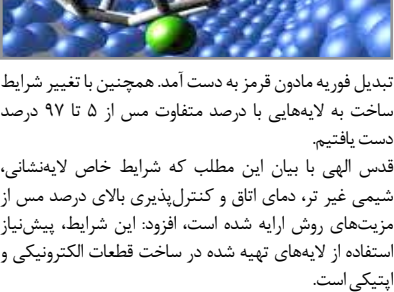 تبدیل فوریه مادون قرمز به دست آمد. همچنین با تغییر شرایط
ساخت به لایه‌هایی با درصد متفاوت مس از ۵ تا ۹۷ درصد
دست یافتیم.
قدس الهی با بیان این مطلب که شرایط خاص لایه‌نشانی،
شیمی غیر تر، دمای اتاق و کنترل‌پذیری بالای درصد مس از
مزیت‌های روش ارایه شده است، افزود: این شرایط، پیش‌نیاز
استفاده از لایه‌های تهیه شده در ساخت قطعات الکترونیکی و
اپتیکی است.